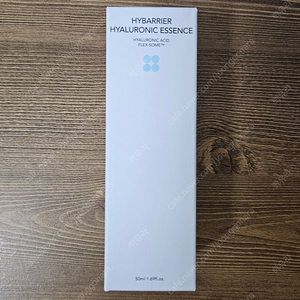 HYBARRIER
HYALURONIC ESSENCE
HYALURONIC ACID
FLEX-SOME™
50ml 1.69fl.oz.